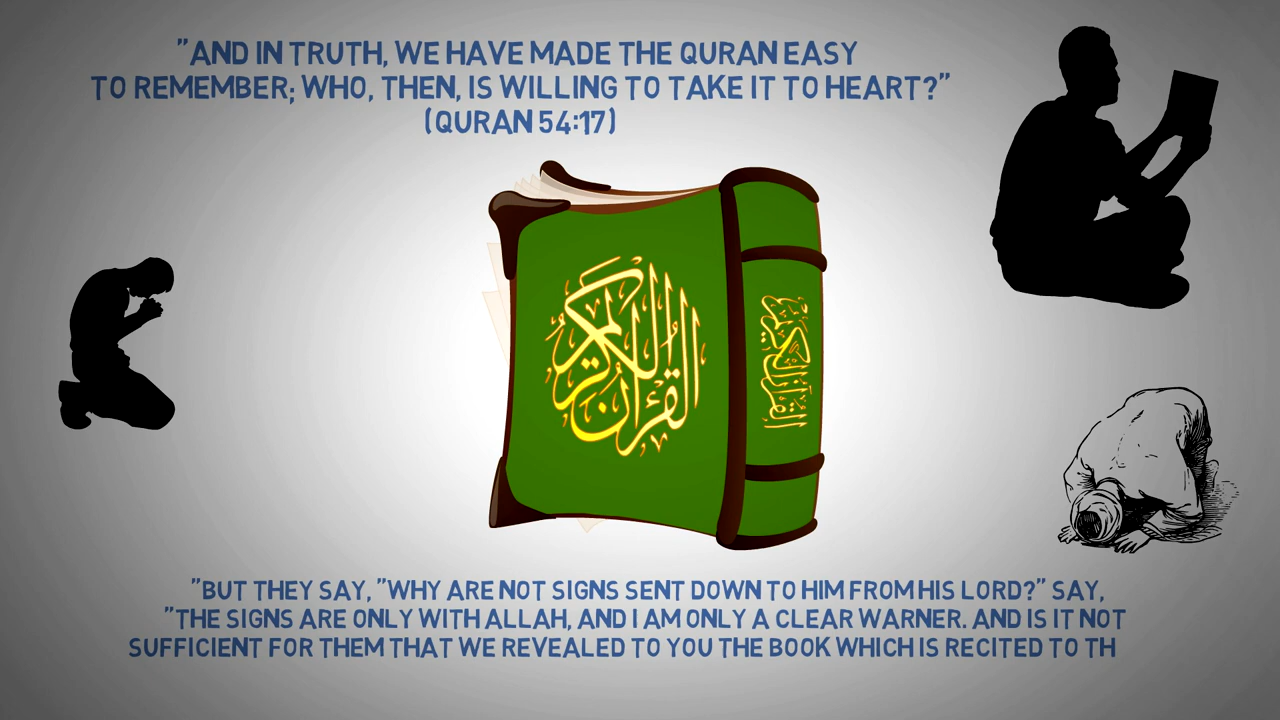 "AND IN TRUTH, WE HAVE MADE THE QURAN EASY
TO REMEMBER; WHO, THEN, IS WILLING TO TAKE IT TO HEART?"
(QURAN 54:17)
القرآن الكريم
القرآن الكريم
"BUT THEY SAY, "WHY ARE NOT SIGNS SENT DOWN TO HIM FROM HIS LORD?" SAY,
"THE SIGNS ARE ONLY WITH ALLAH, AND I AM ONLY A CLEAR WARNER. AND IS IT NOT
SUFFICIENT FOR THEM THAT WE REVEALED TO YOU THE BOOK WHICH IS RECITED TO TH